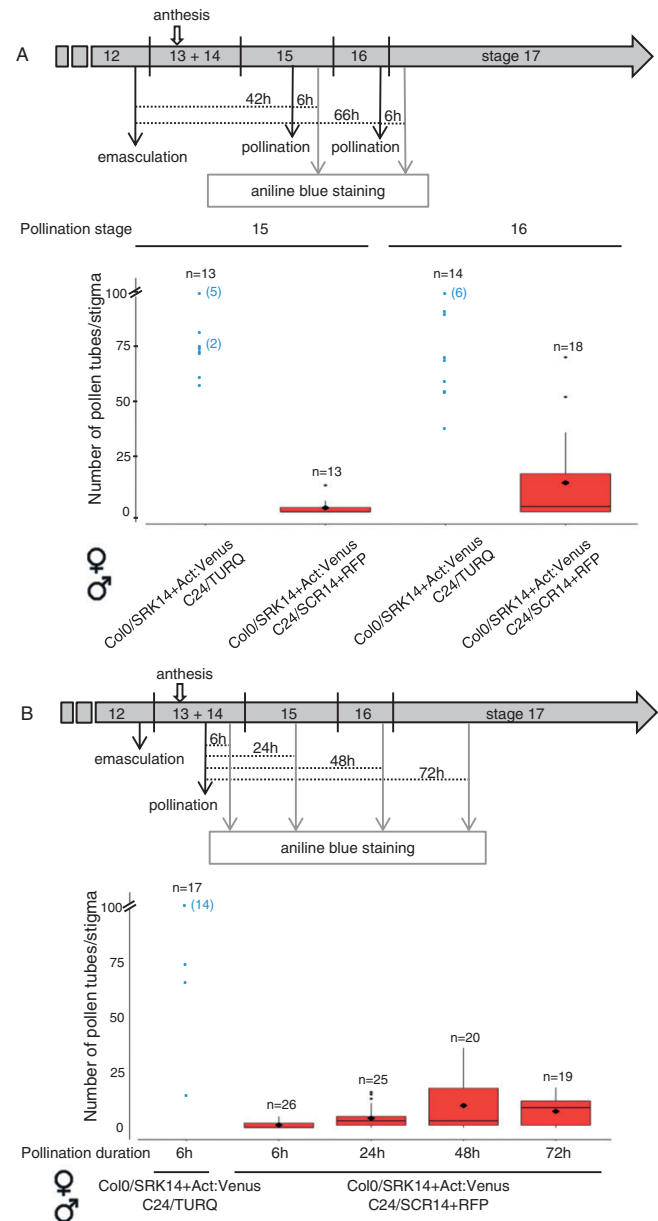 anthesis
A
12
13 + 14
15
16
stage 17
42h
6h
66h
6h
emasculation
pollination
pollination
aniline blue staining
Pollination stage
15
16
Number of pollen tubes/stigma
100
75
50
25
0
n=13
(5)
(2)
n=13
n=14
(6)
n=18
♀
♂
Col0/SRK14+Act:Venus
C24/TURQ
Col0/SRK14+Act:Venus
C24/SCR14+RFP
Col0/SRK14+Act:Venus
C24/TURQ
Col0/SRK14+Act:Venus
C24/SCR14+RFP
anthesis
B
12
13 + 14
15
16
stage 17
6h
24h
48h
72h
emasculation
pollination
aniline blue staining
Number of pollen tubes/stigma
100
75
50
25
0
n=17
(14)
n=26
n=25
n=20
n=19
Pollination duration
6h
6h
24h
48h
72h
♀
♂
Col0/SRK14+Act:Venus
C24/TURQ
Col0/SRK14+Act:Venus
C24/SCR14+RFP